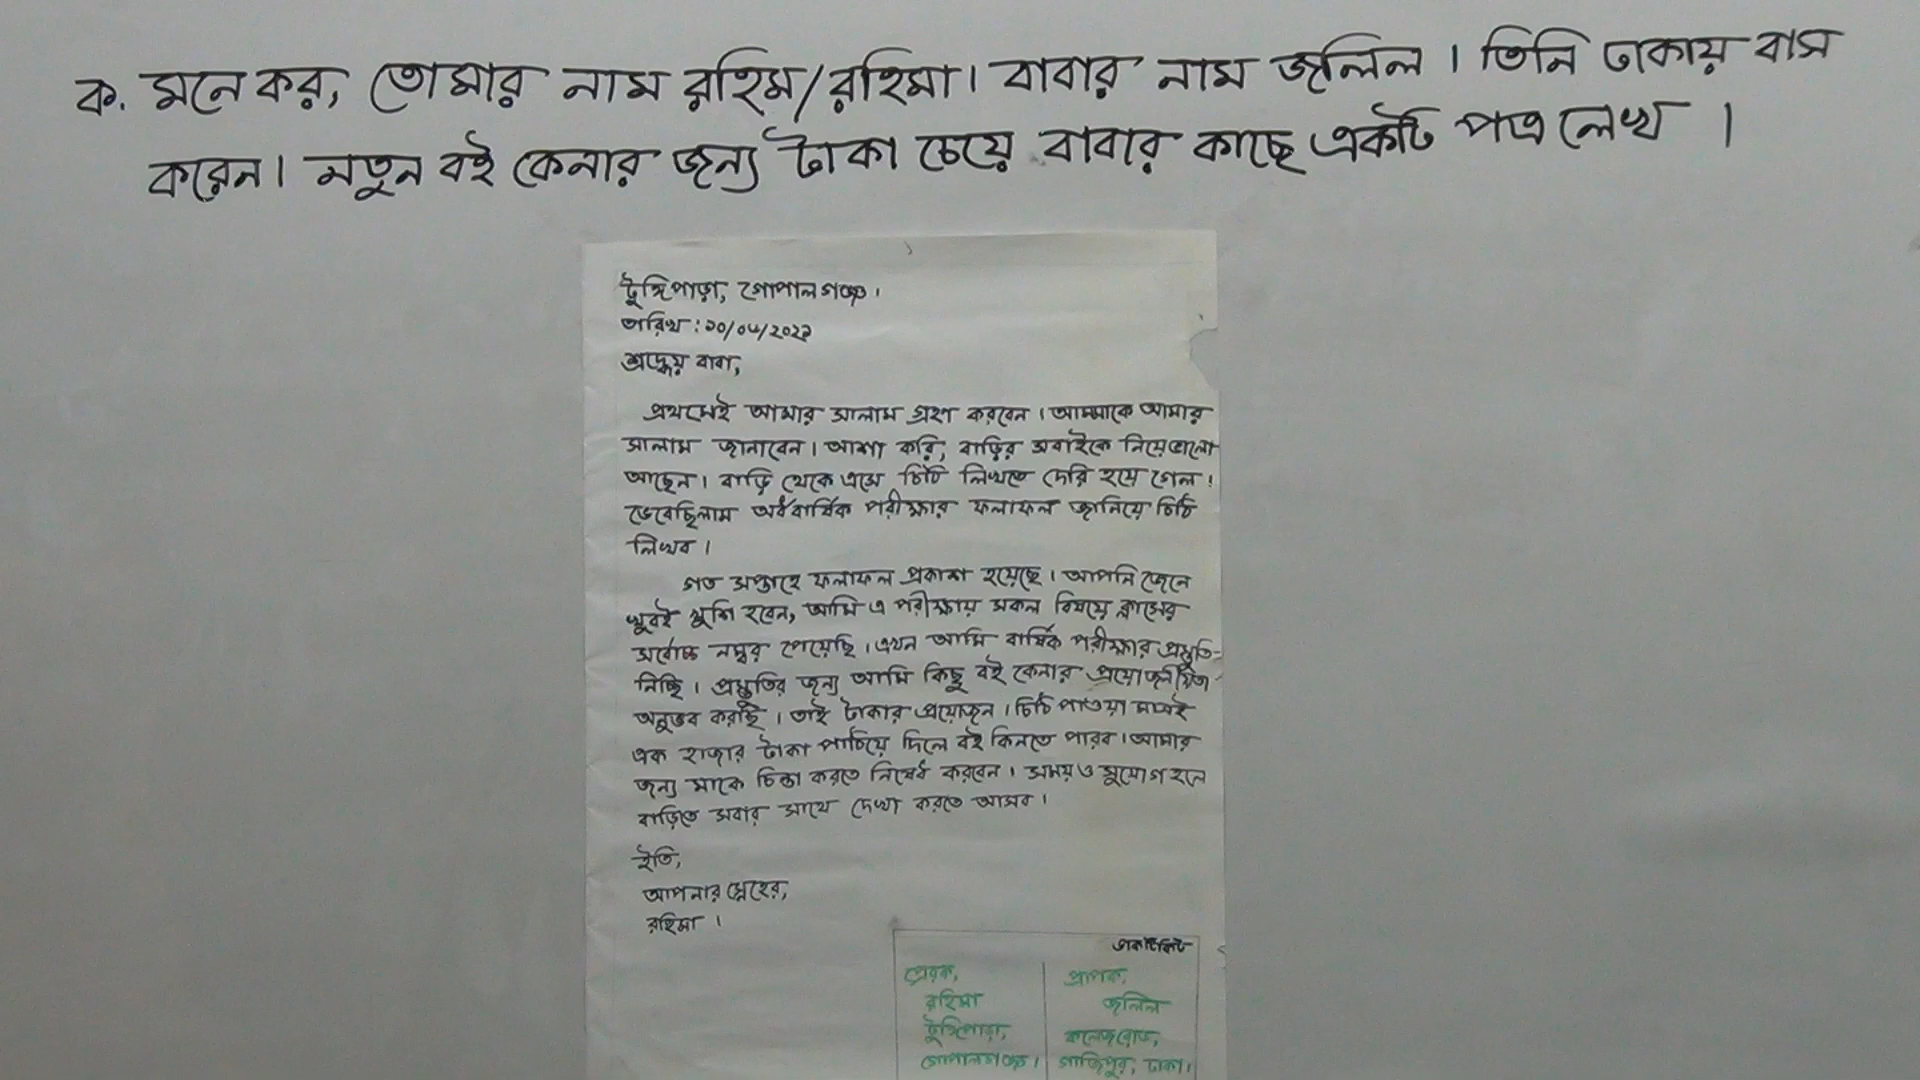 ক. মনে কর, তোমার নাম রহিম/রহিমা। বাবার নাম জলিল। তিনি ঢাকায় বাস
করেন। নতুন বই কেনার জন্য টাকা চেয়ে বাবার কাছে একটি পত্র লেখ।
টুঙ্গিপাড়া, গোপালগঞ্জ।
তারিখ : ১০/০৮/২০২১
শ্রদ্ধেয় বাবা,
প্রথমেই আমার সালাম গ্রহণ করবেন। আম্মাকে আমার
সালাম জানাবেন। আশা করি, বাড়ির সবাইকে নিয়ে ভালো
আছেন। বাড়ি থেকে এসে চিঠি লিখতে দেরি হয়ে গেল।
ভেবেছিলাম অর্ধবার্ষিক পরীক্ষার ফলাফল জানিয়ে চিঠি
লিখব।
গত সপ্তাহে ফলাফল প্রকাশ হয়েছে। আপনি জেনে
খুবই খুশি হবেন, আমি এ পরীক্ষায় সকল বিষয়ে ক্লাসের
সর্বোচ্চ নম্বর পেয়েছি। এখন আমি বার্ষিক পরীক্ষার প্রস্তুতি-
নিচ্ছি। প্রস্তুতির জন্য আমি কিছু বই কেনার প্রয়োজনীয়তা
অনুভব করছি। তাই টাকার প্রয়োজন। চিঠি পাওয়া মাত্রই
এক হাজার টাকা পাঠিয়ে দিলে বই কিনতে পারব। আমার
জন্য মাকে চিন্তা করতে নিষেধ করবেন। সময় ও সুযোগ হলে
বাড়িতে সবার সাথে দেখা করতে আসব।
ইতি,
আপনার স্নেহের,
রহিমা।
ডাকটিকিট
প্রেরক,
রহিমা
টুঙ্গিপাড়া,
গোপালগঞ্জ।
প্রাপক,
জলিল
কলেজরোড,
গাজিপুর, ঢাকা।